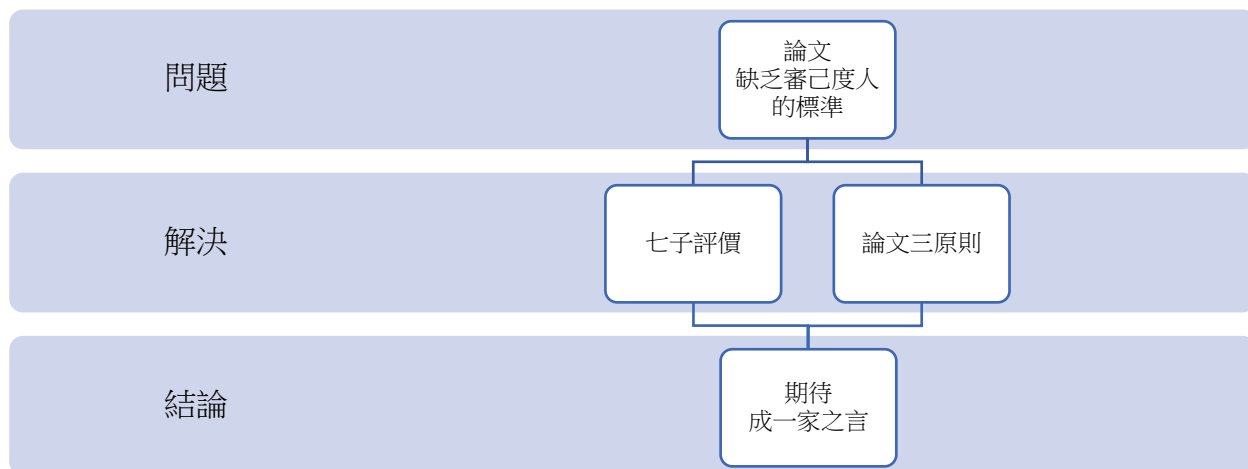 問題
論文
缺乏審己度人
的標準
解決
七子評價
論文三原則
結論
期待
成一家之言